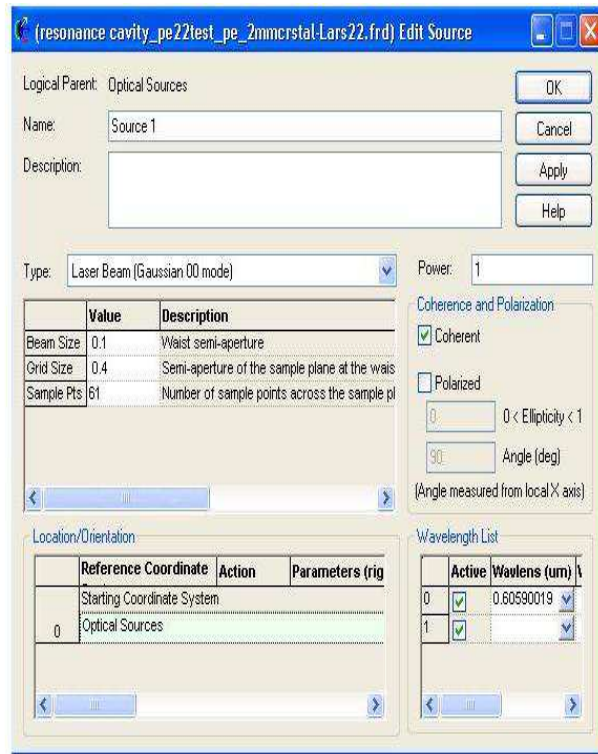 (resonance cavity_pe22test_pe_2mmcrstal-Lars22.frd) Edit Source
Logical Parent: Optical Sources
OK
Name: Source 1
Cancel
Description:
Apply
Help
Type: Laser Beam (Gaussian 00 mode)
Power: 1
Value Description
Beam Size 0.1 Waist semi-aperture
Grid Size 0.4 Semi-aperture of the sample plane at the wais
Sample Pts 61 Number of sample points across the sample pl
Coherence and Polarization
Coherent
Polarized
0 0 < Ellipticity < 1
90 Angle (deg)
(Angle measured from local X axis)
Location/Orientation
Reference Coordinate Action Parameters (rig
Starting Coordinate System
0 Optical Sources
Wavelength List
Active Wavlens (um)
0 0.60590019
1